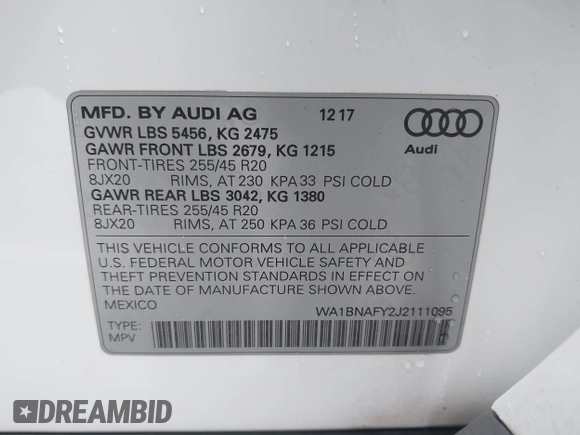 MFD. BY AUDI AG 12 17
GVWR LBS 5456, KG 2475
GAWR FRONT LBS 2679, KG 1215
FRONT-TIRES 255/45 R20
8JX20 RIMS, AT 230 KPA 33 PSI COLD
GAWR REAR LBS 3042, KG 1380
REAR-TIRES 255/45 R20
8JX20 RIMS, AT 250 KPA 36 PSI COLD
Audi
THIS VEHICLE CONFORMS TO ALL APPLICABLE
U.S. FEDERAL MOTOR VEHICLE SAFETY AND
THEFT PREVENTION STANDARDS IN EFFECT ON
THE DATE OF MANUFACTURE SHOWN ABOVE.
MEXICO
WA1BNAFY2J2111095
TYPE:
MPV
DREAMBID